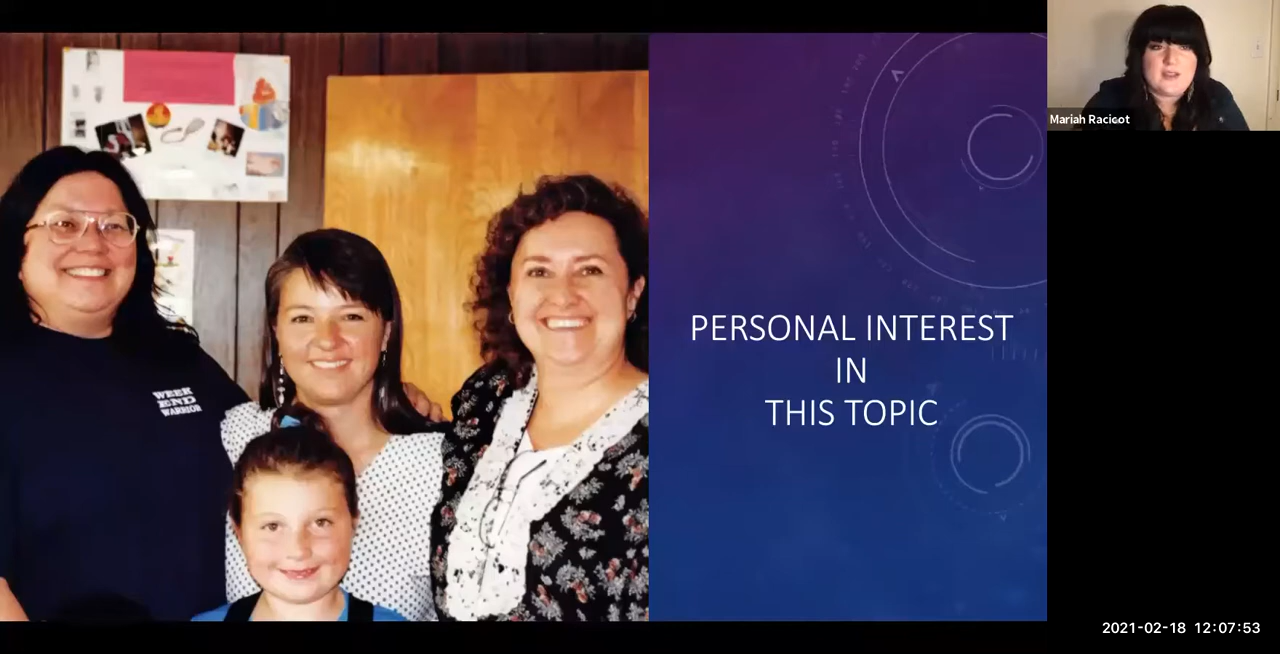 WEEK
END
WARRIOR
PERSONAL INTEREST
IN
THIS TOPIC
Mariah Racicot
2021-02-18 12:07:53